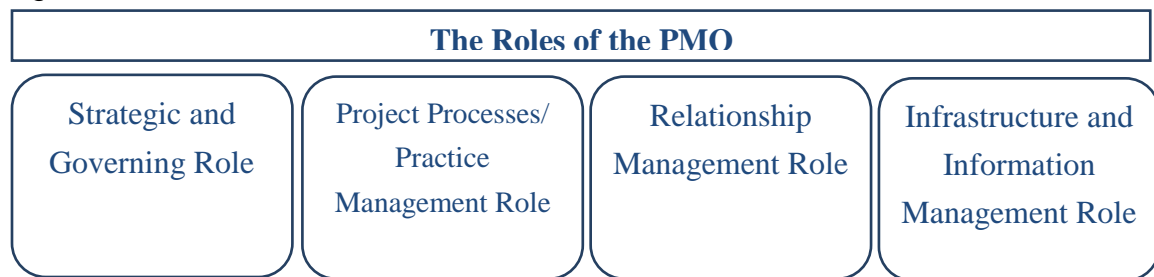 The Roles of the PMO
Strategic and
Governing Role
Project Processes/
Practice
Management Role
Relationship
Management Role
Infrastructure and
Information
Management Role